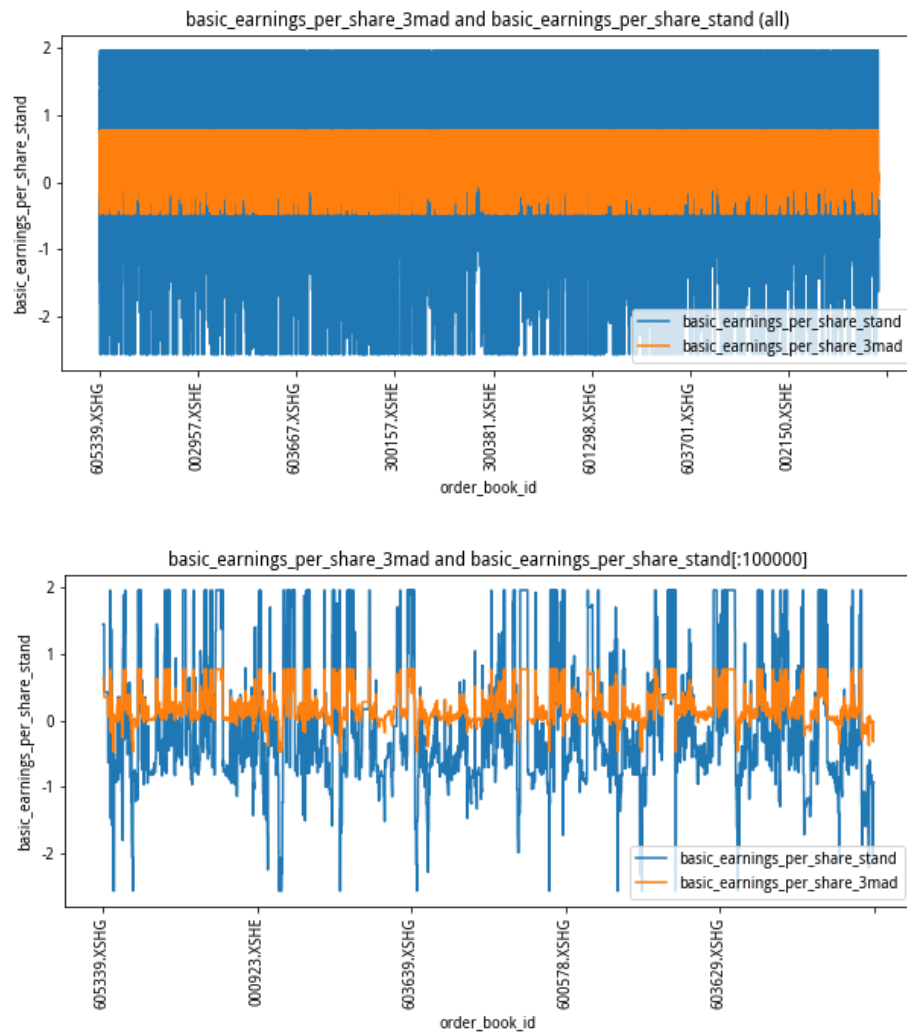 basic_earnings_per_share_3mad and basic_earnings_per_share_stand (all)
basic_earnings_per_share_stand
2
1
0
-1
-2
basic_earnings_per_share_stand
basic_earnings_per_share_3mad
605339.XSHG
002957.XSHE
603667.XSHG
300157.XSHE
300381.XSHE
601298.XSHG
603701.XSHG
002150.XSHE
order_book_id
basic_earnings_per_share_3mad and basic_earnings_per_share_stand[:100000]
basic_earnings_per_share_stand
2
1
0
-1
-2
basic_earnings_per_share_stand
basic_earnings_per_share_3mad
605339.XSHG
000923.XSHE
603639.XSHG
600578.XSHG
603629.XSHG
order_book_id